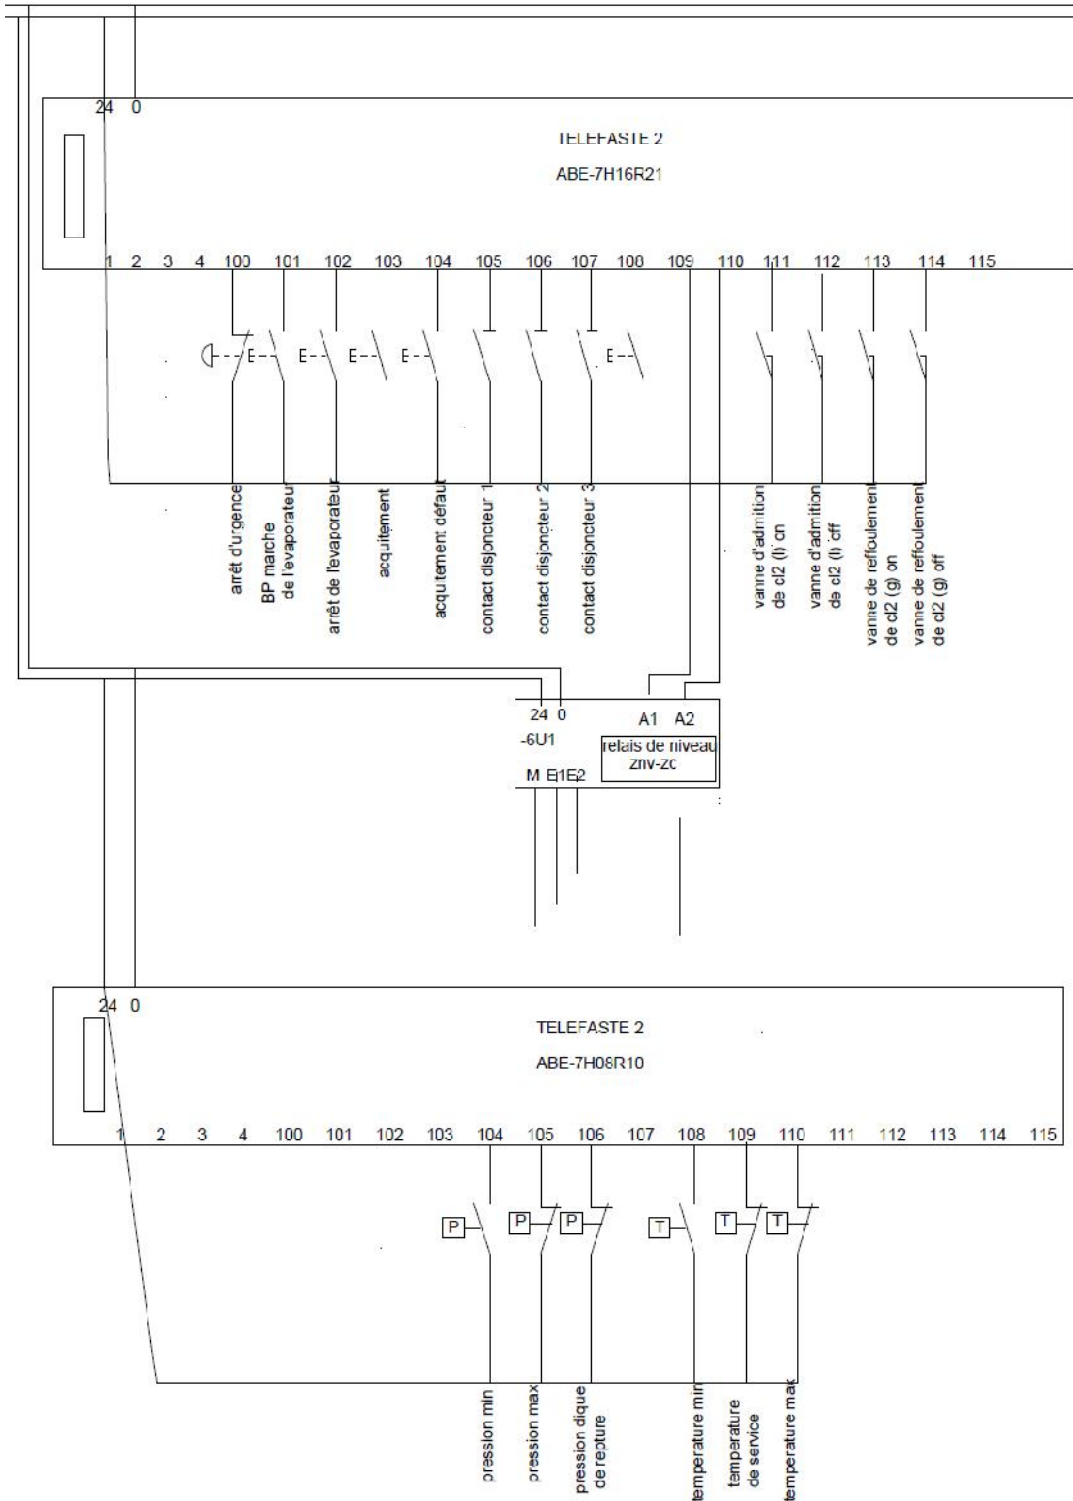 24 0
TELEFASTE 2
ABE-7H16R21
1 2 3 4 100 101 102 103 104 105 106 107 108 109 110 111 112 113 114 115
E E E E E
arrêt d'urgence
BP marche
de l'evaporateur
arrêt de l'evaporateur
acquitement
acquitement défaut
contact disjoncteur 1
contact disjoncteur 2
contact disjoncteur 3
vanne d'admition
de cl2 (l) on
vanne d'admition
de cl2 (l) off
vanne de reffoulement
de cl2 (g) on
vanne de reffoulement
de cl2 (g) off
24 0
A1 A2
-6U1
relais de niveau
znv-zc
M E1E2
24 0
TELEFASTE 2
ABE-7H08R10
1 2 3 4 100 101 102 103 104 105 106 107 108 109 110 111 112 113 114 115
P P P T T T
pression min
pression max
pression dique
de repture
temperature min
temperature
de service
temperature max